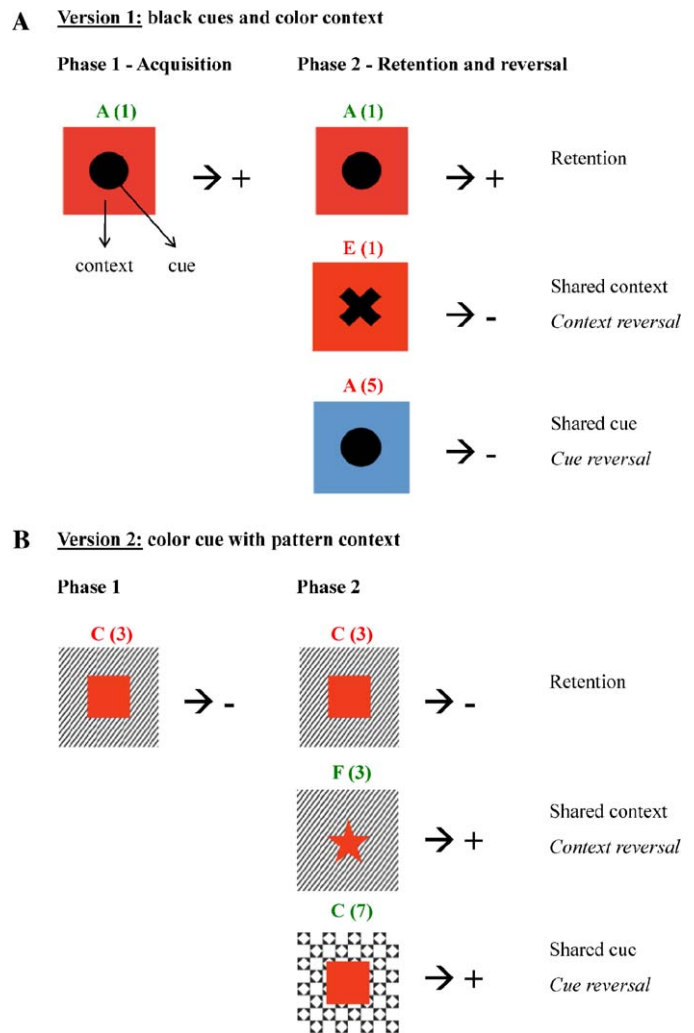 A Version 1: black cues and color context
Phase 1 - Acquisition Phase 2 - Retention and reversal
A (1) A (1)
→ + → + Retention
context cue
E (1)
→ - Shared context
Context reversal
A (5)
→ - Shared cue
Cue reversal
B Version 2: color cue with pattern context
Phase 1 Phase 2
C (3) C (3)
→ - → - Retention
F (3)
→ + Shared context
Context reversal
C (7)
→ + Shared cue
Cue reversal